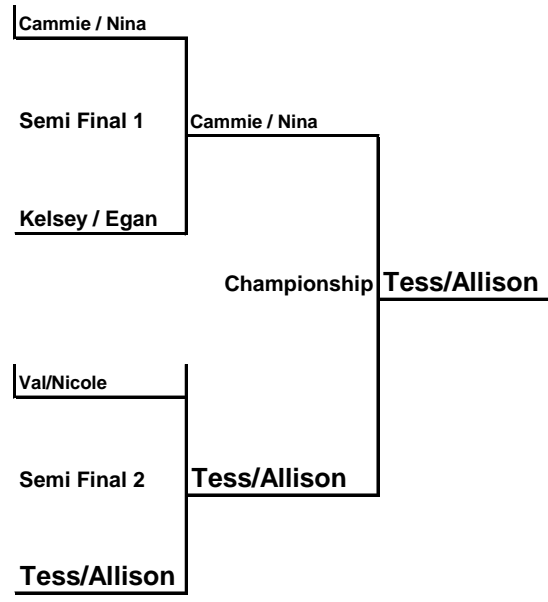 Cammie / Nina
Semi Final 1
Cammie / Nina
Kelsey / Egan
Championship
Tess/Allison
Val/Nicole
Semi Final 2
Tess/Allison
Tess/Allison